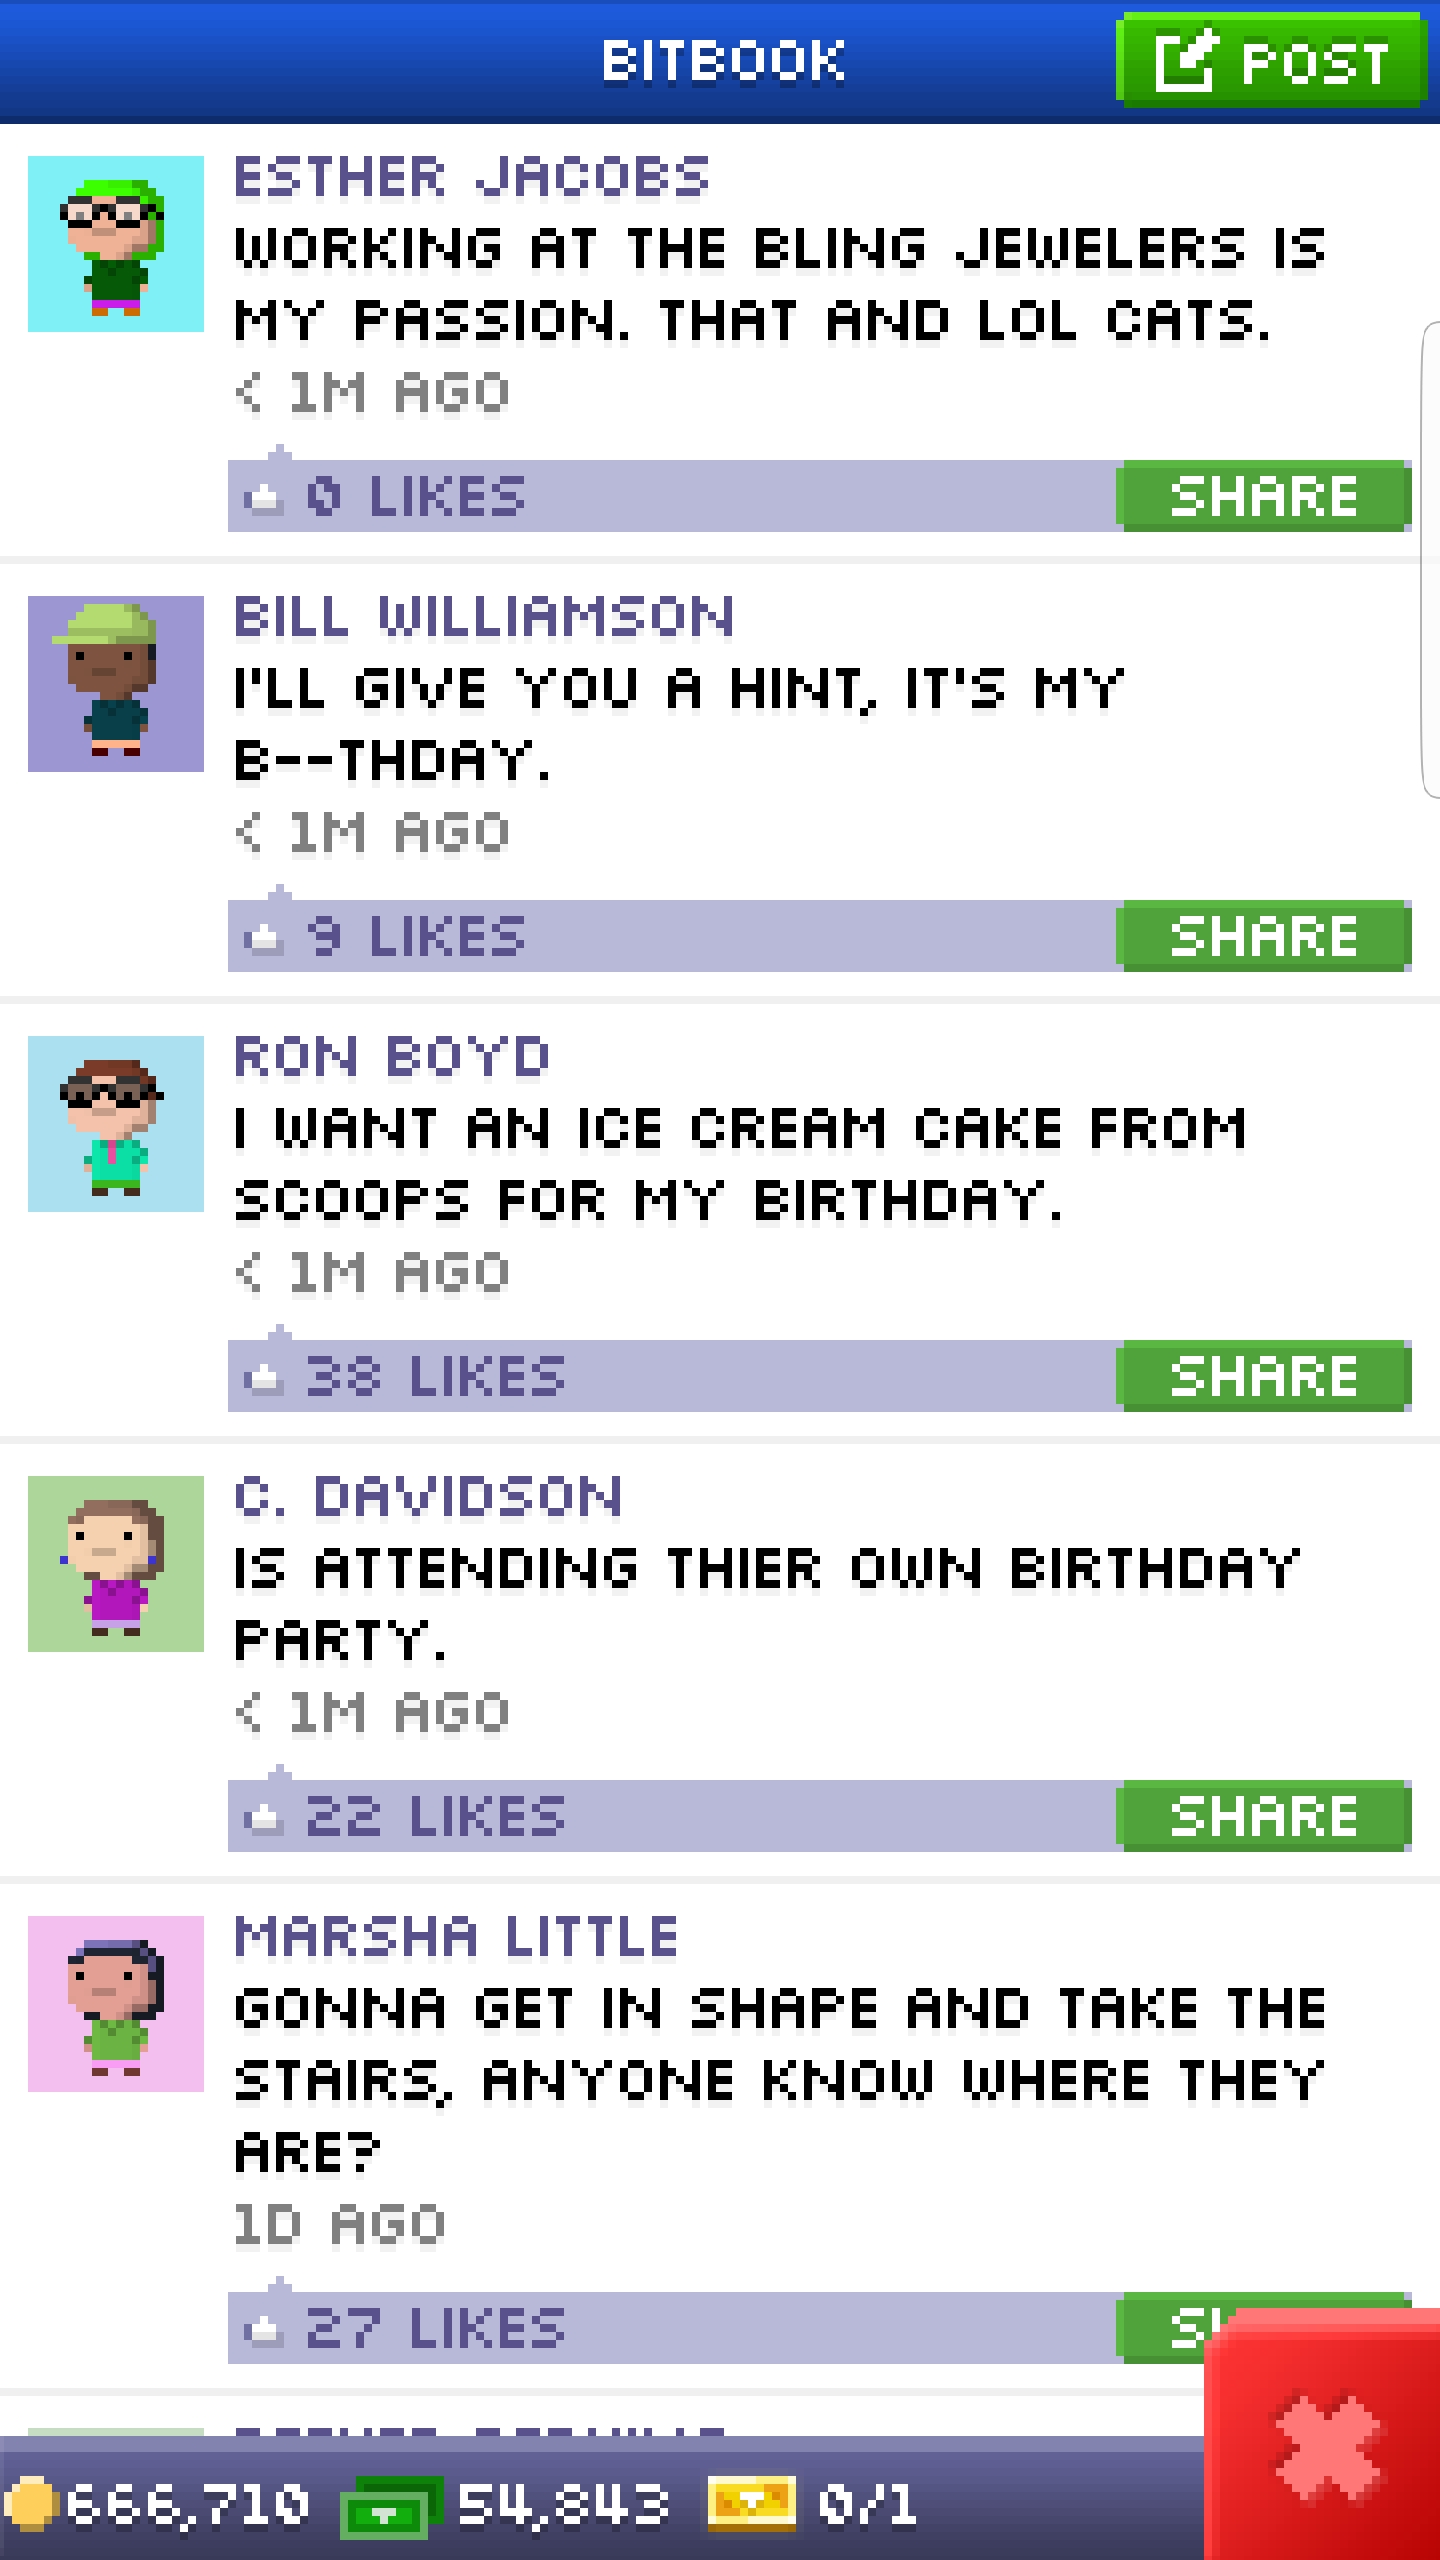 BITBOOK
POST
ESTHER JACOBS
WORKING AT THE BLING JEWELERS IS
MY PASSION. THAT AND LOL CATS.
< 1M AGO
0 LIKES
SHARE
BILL WILLIAMSON
I'LL GIVE YOU A HINT, IT'S MY
B--THDAY.
< 1M AGO
9 LIKES
SHARE
RON BOYD
I WANT AN ICE CREAM CAKE FROM
SCOOPS FOR MY BIRTHDAY.
< 1M AGO
38 LIKES
SHARE
C. DAVIDSON
IS ATTENDING THIER OWN BIRTHDAY
PARTY.
< 1M AGO
22 LIKES
SHARE
MARSHA LITTLE
GONNA GET IN SHAPE AND TAKE THE
STAIRS, ANYONE KNOW WHERE THEY
ARE?
1D AGO
27 LIKES
666,710
54,843
0/1